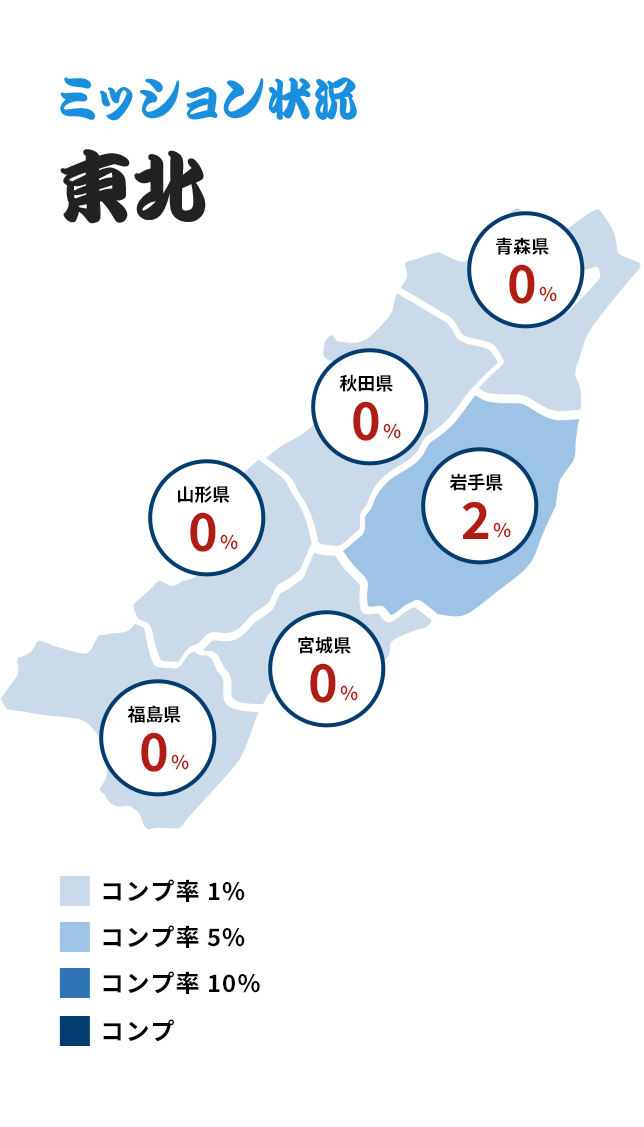 ミッション状況
東北
青森県
0%
秋田県
0%
岩手県
2%
山形県
0%
宮城県
0%
福島県
0%
コンプ率 1%
コンプ率 5%
コンプ率 10%
コンプ